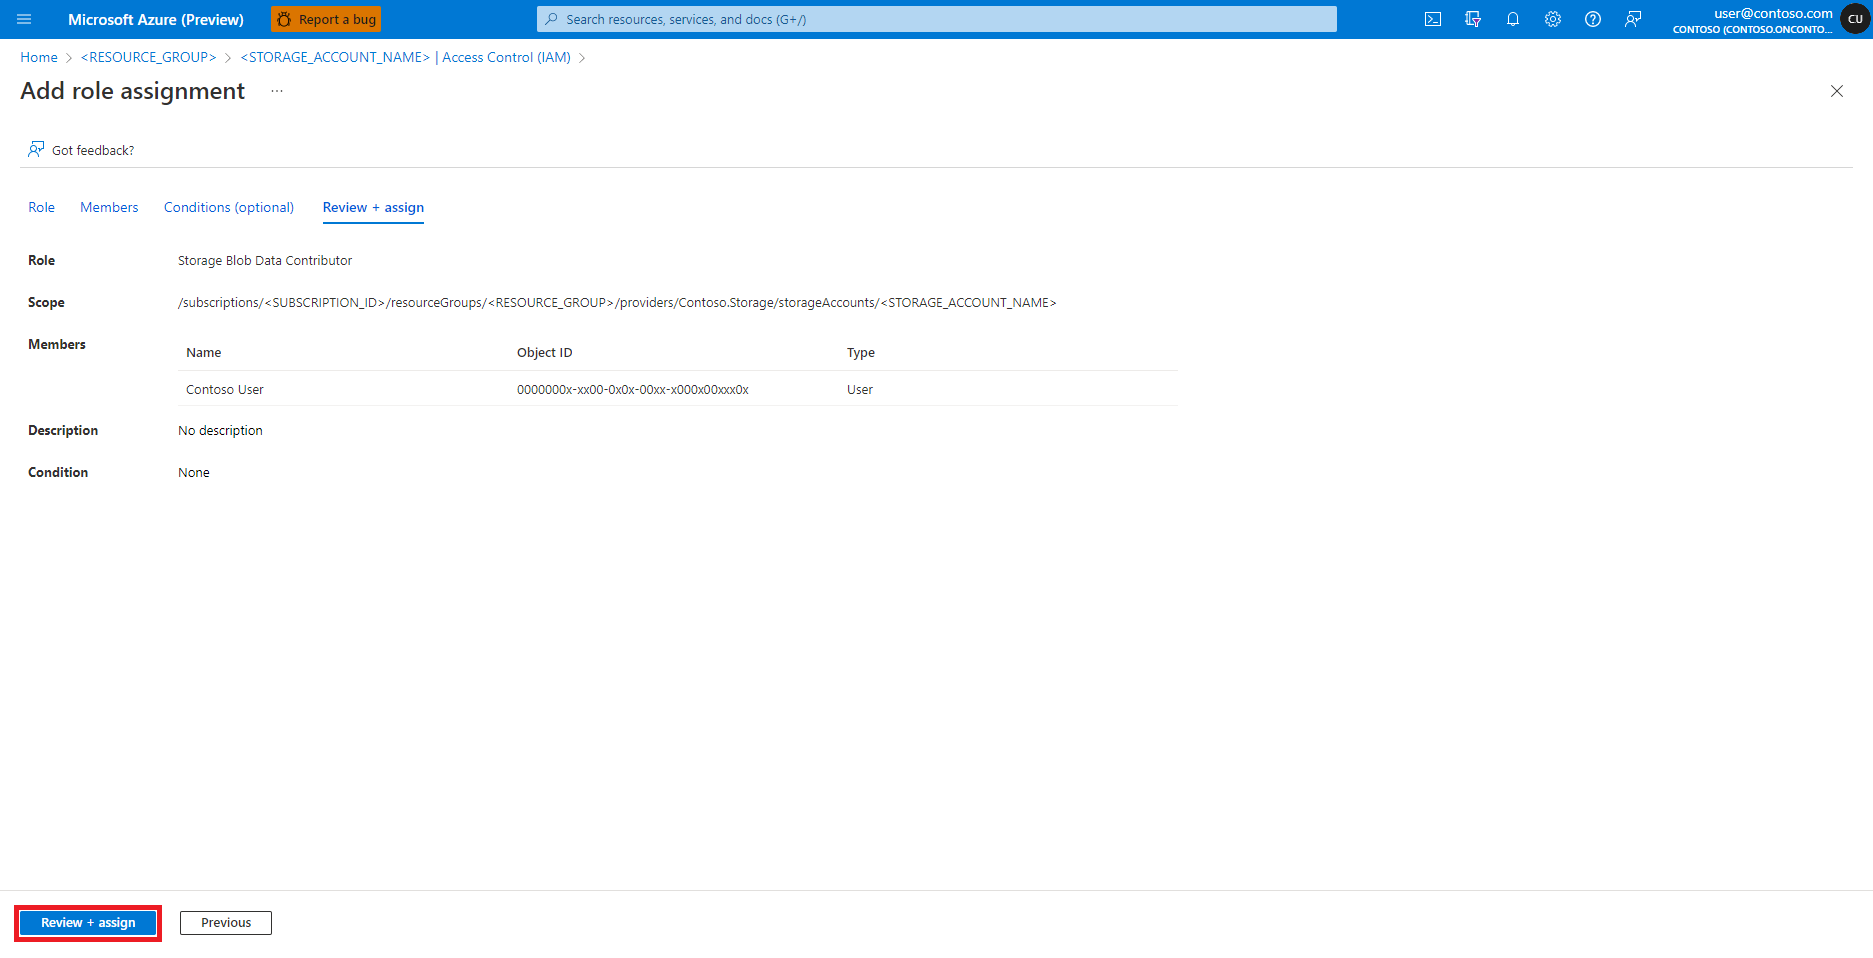 Microsoft Azure (Preview) Report a bug Search resources, services, and docs (G+/) user@contoso.com
CONTOSO (CONTOSO.ONCONTO... CU
Home > <RESOURCE_GROUP> > <STORAGE_ACCOUNT_NAME> | Access Control (IAM) >
Add role assignment ...
Got feedback?
Role Members Conditions (optional) Review + assign
Role Storage Blob Data Contributor
Scope /subscriptions/<SUBSCRIPTION_ID>/resourceGroups/<RESOURCE_GROUP>/providers/Contoso.Storage/storageAccounts/<STORAGE_ACCOUNT_NAME>
Members
Name Object ID Type
Contoso User 0000000x-xx00-0x0x-00xx-x000x00xxx0x User
Description No description
Condition None
Review + assign Previous